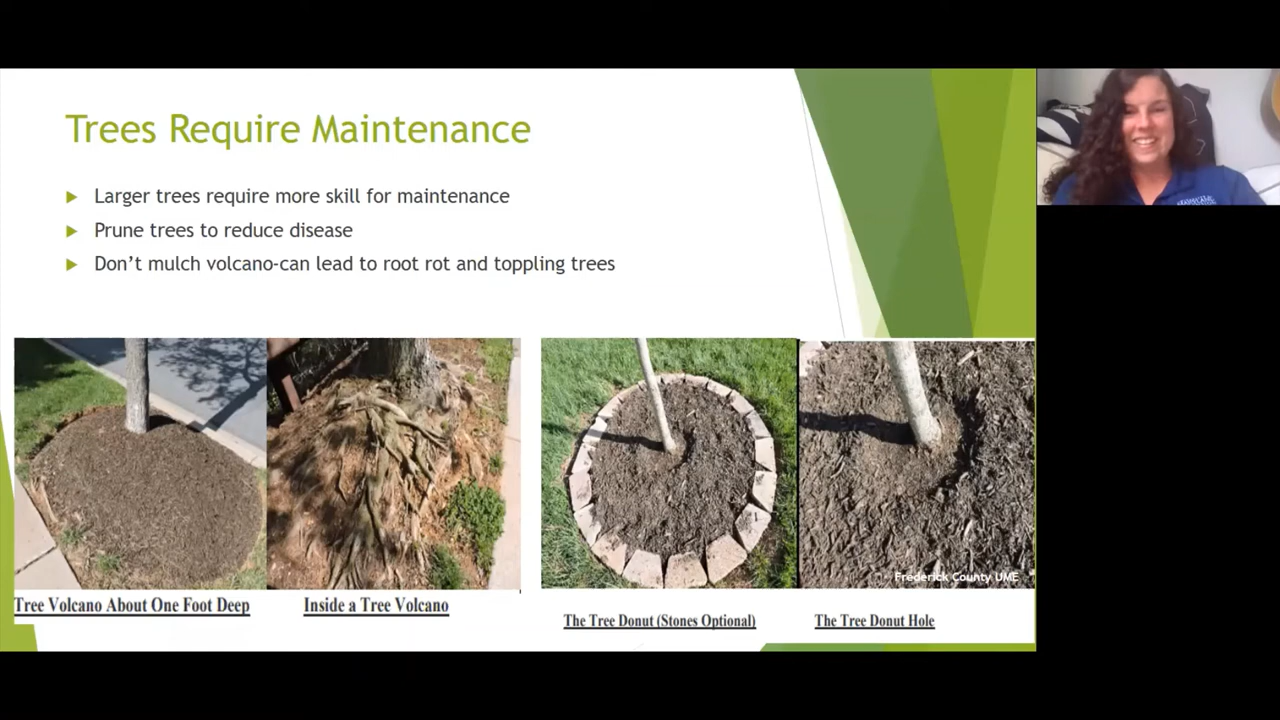 Trees Require Maintenance
Larger trees require more skill for maintenance
Prune trees to reduce disease
Don't mulch volcano-can lead to root rot and toppling trees
Frederick County UME
Tree Volcano About One Foot Deep
Inside a Tree Volcano
The Tree Donut (Stones Optional)
The Tree Donut Hole